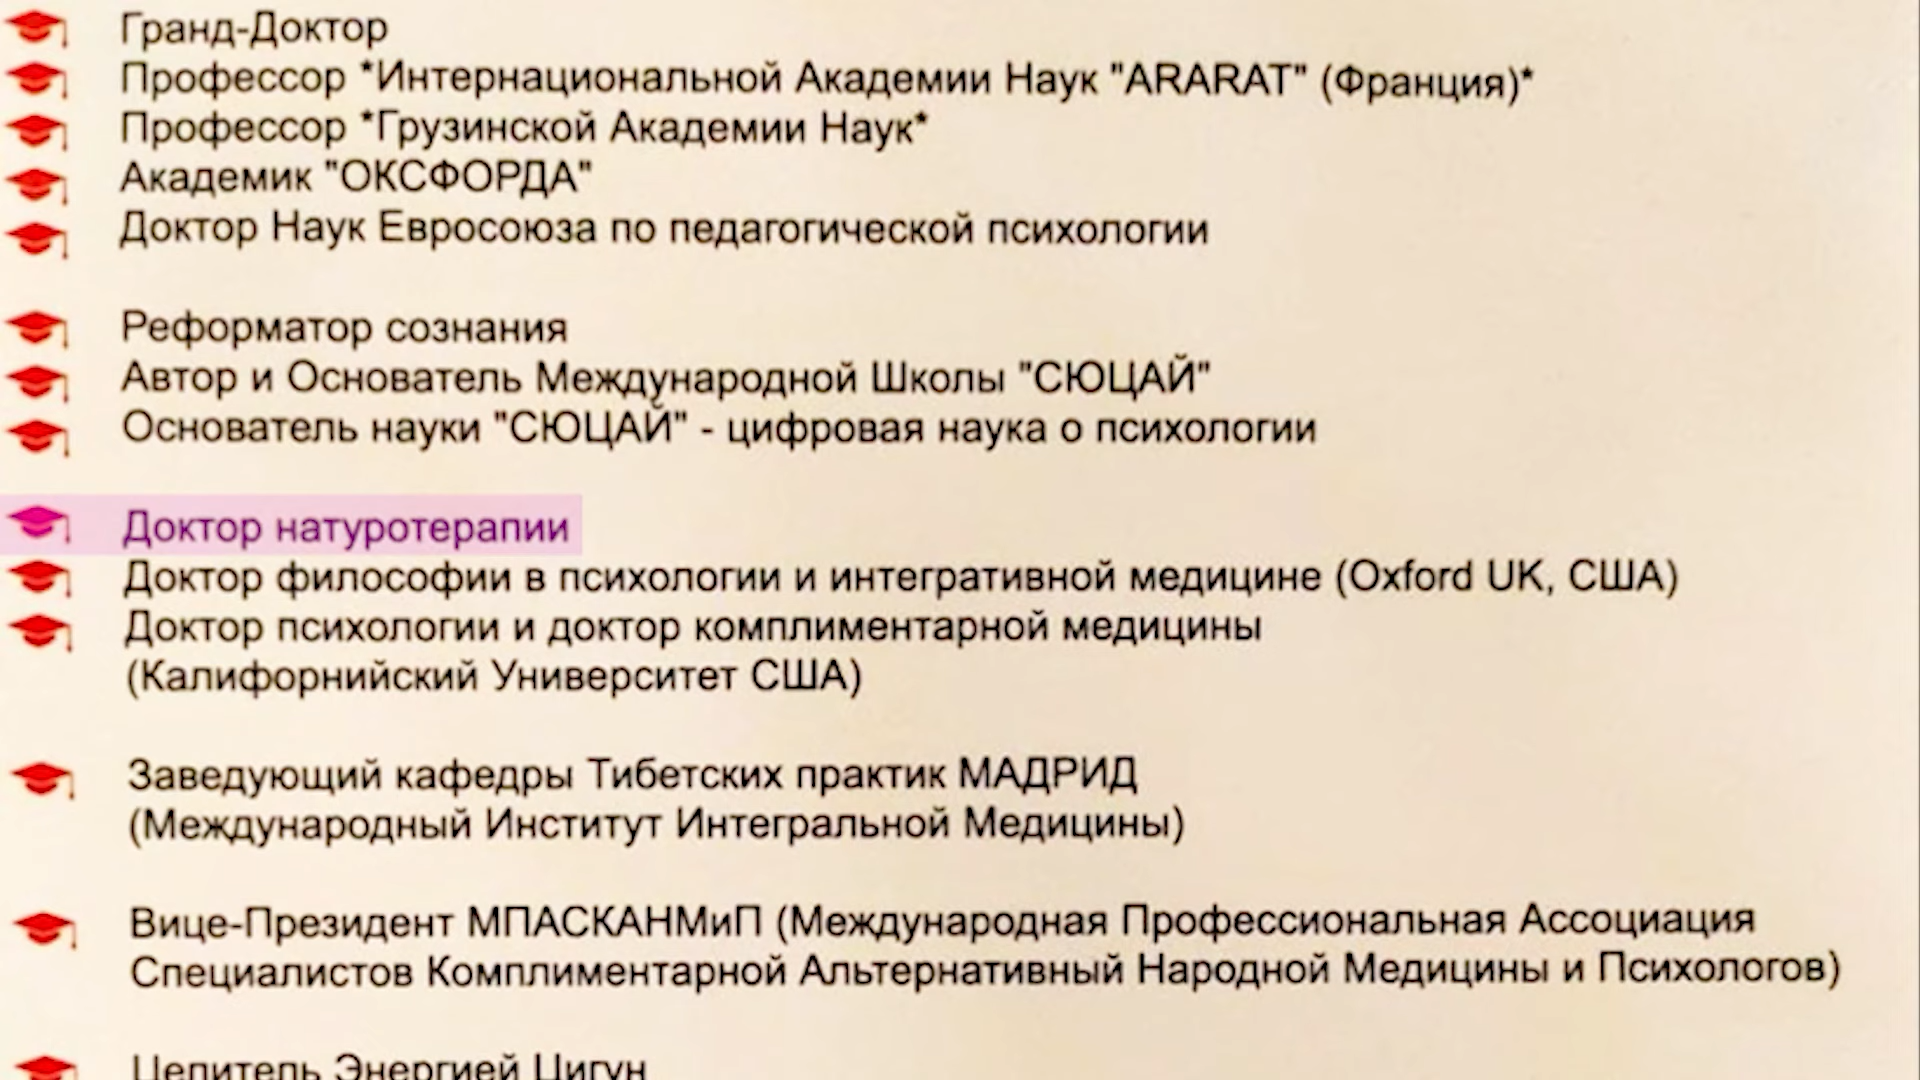 Гранд-Доктор
Профессор *Интернациональной Академии Наук "ARARAT" (Франция)*
Профессор *Грузинской Академии Наук*
Академик "ОКСФОРДА"
Доктор Наук Евросоюза по педагогической психологии
Реформатор сознания
Автор и Основатель Международной Школы "СЮЦАЙ"
Основатель науки "СЮЦАЙ" - цифровая наука о психологии
Доктор натуротерапии
Доктор философии в психологии и интегративной медицине (Oxford UK, США)
Доктор психологии и доктор комплиментарной медицины
(Калифорнийский Университет США)
Заведующий кафедры Тибетских практик МАДРИД
(Международный Институт Интегральной Медицины)
Вице-Президент МПАСКАНМиП (Международная Профессиональная Ассоциация
Специалистов Комплиментарной Альтернативный Народной Медицины и Психологов)
Целитель Энергией Цигун